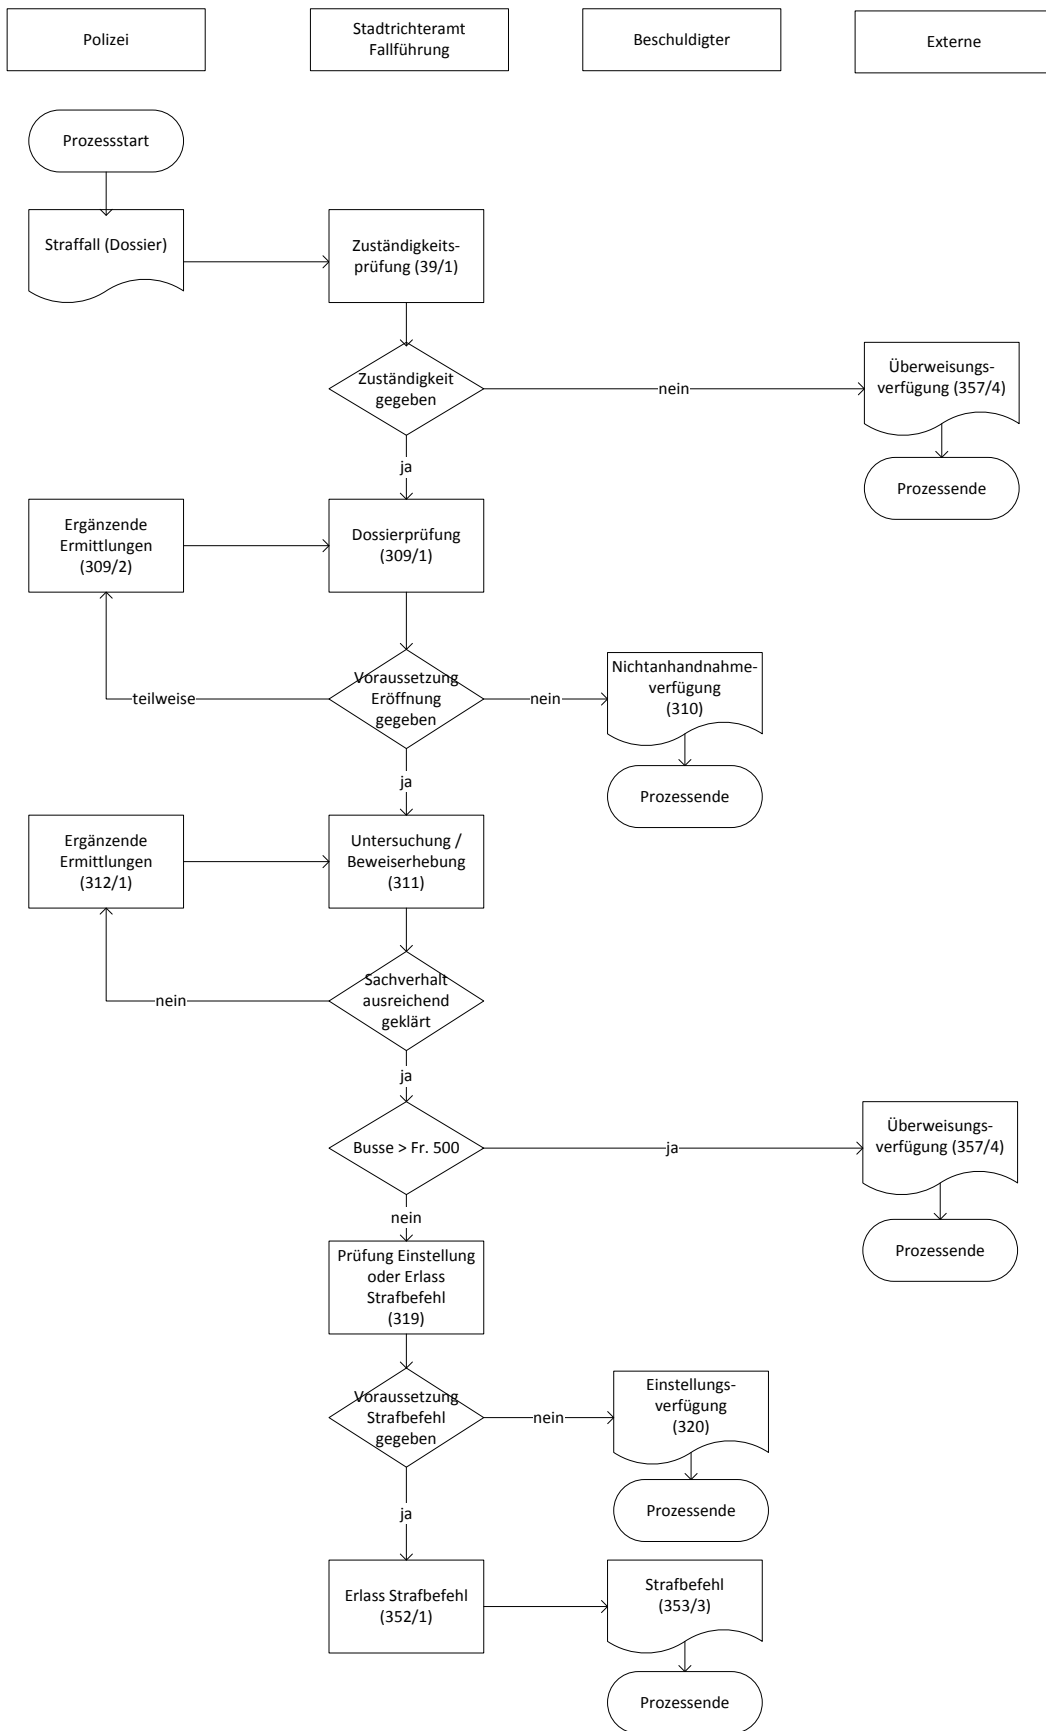 Polizei
Stadtrichteramt
Fallführung
Beschuldigter
Externe
Prozessstart
Straffall (Dossier)
Zuständigkeits-
prüfung (39/1)
Zuständigkeit
gegeben
nein
Überweisungs-
verfügung (357/4)
Prozessende
ja
Ergänzende
Ermittlungen
(309/2)
Dossierprüfung
(309/1)
teilweise
Voraussetzung
Eröffnung
gegeben
nein
Nichtanhandnahme-
verfügung
(310)
Prozessende
ja
Ergänzende
Ermittlungen
(312/1)
Untersuchung /
Beweiserhebung
(311)
nein
Sachverhalt
ausreichend
geklärt
ja
Busse > Fr. 500
ja
Überweisungs-
verfügung (357/4)
Prozessende
nein
Prüfung Einstellung
oder Erlass
Strafbefehl
(319)
Voraussetzung
Strafbefehl
gegeben
nein
Einstellungs-
verfügung
(320)
Prozessende
ja
Erlass Strafbefehl
(352/1)
Strafbefehl
(353/3)
Prozessende